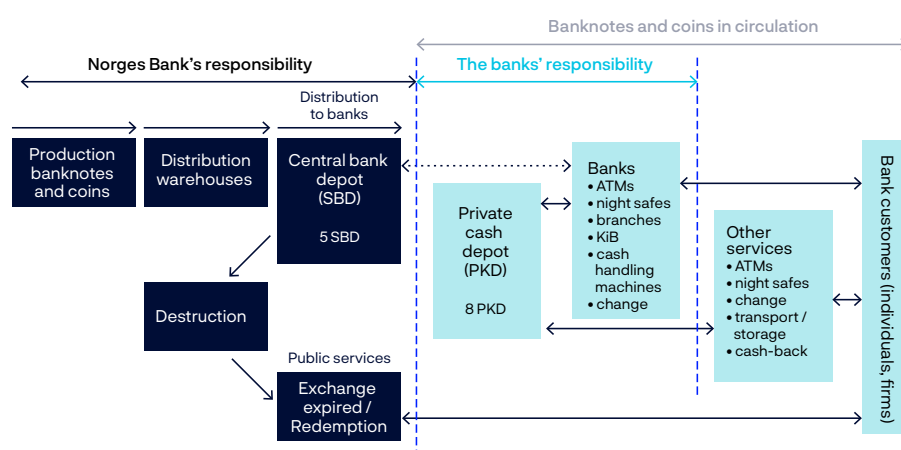 Banknotes and coins in circulation
Norges Bank's responsibility
The banks' responsibility
Distribution
to banks
Production
banknotes
and coins
Distribution
warehouses
Central bank
depot
(SBD)
5 SBD
Banks
• ATMs
• night safes
• branches
• KiB
• cash
handling
machines
• change
Private
cash
depot
(PKD)
8 PKD
Other
services
• ATMs
• night safes
• change
• transport /
storage
• cash-back
Bank customers (individuals, firms)
Destruction
Public services
Exchange
expired /
Redemption